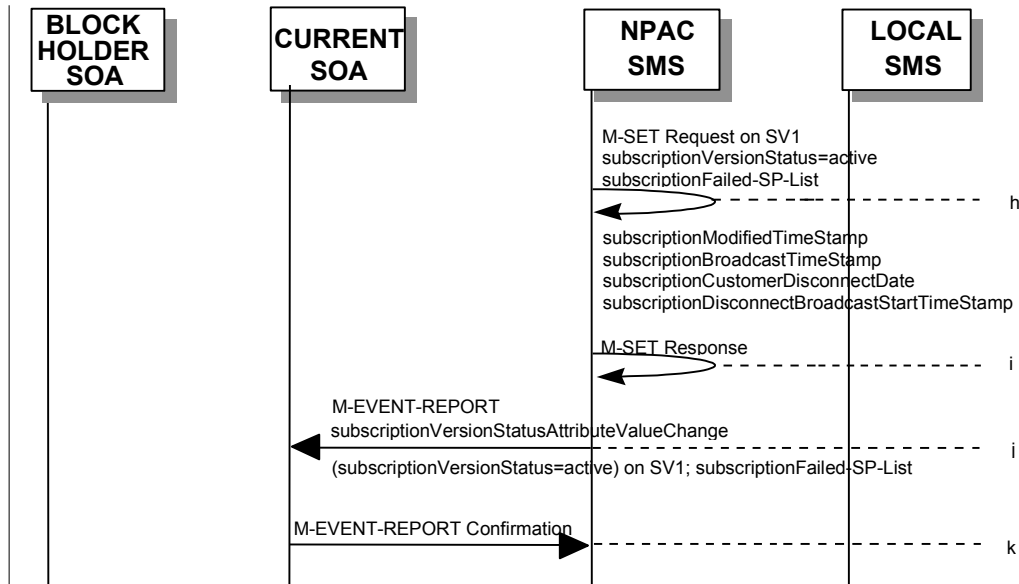 BLOCK
HOLDER
SOA
CURRENT
SOA
NPAC
SMS
LOCAL
SMS
M-SET Request on SV1
subscriptionVersionStatus=active
subscriptionFailed-SP-List
h
subscriptionModifiedTimeStamp
subscriptionBroadcastTimeStamp
subscriptionCustomerDisconnectDate
subscriptionDisconnectBroadcastStartTimeStamp
M-SET Response
i
M-EVENT-REPORT
subscriptionVersionStatusAttributeValueChange
j
(subscriptionVersionStatus=active) on SV1; subscriptionFailed-SP-List
M-EVENT-REPORT Confirmation
k